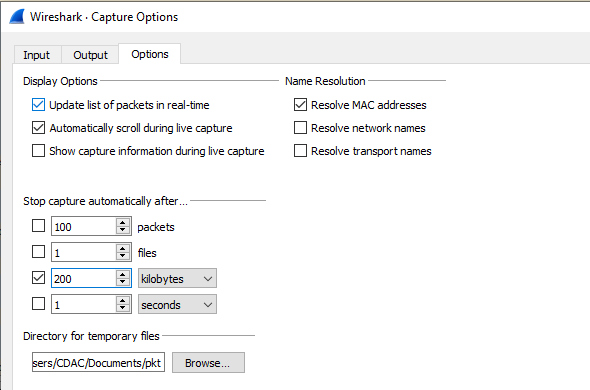 Wireshark · Capture Options
Input Output Options
Display Options
Update list of packets in real-time
Automatically scroll during live capture
Show capture information during live capture
Name Resolution
Resolve MAC addresses
Resolve network names
Resolve transport names
Stop capture automatically after...
100 packets
1 files
200 kilobytes
1 seconds
Directory for temporary files
sers/CDAC/Documents/pkt Browse...